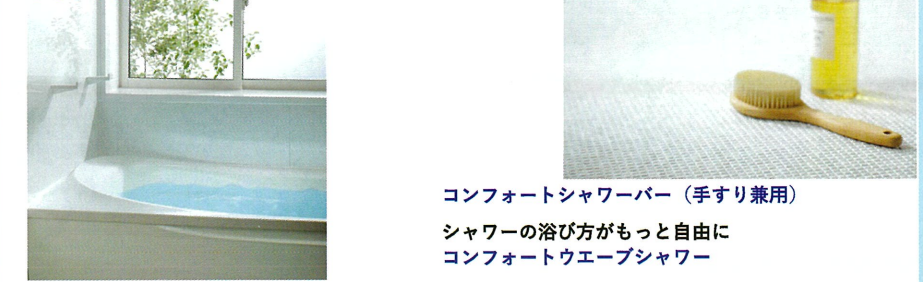 コンフォートシャワーバー（手すり兼用）
シャワーの浴び方がもっと自由に
コンフォートウエーブシャワー